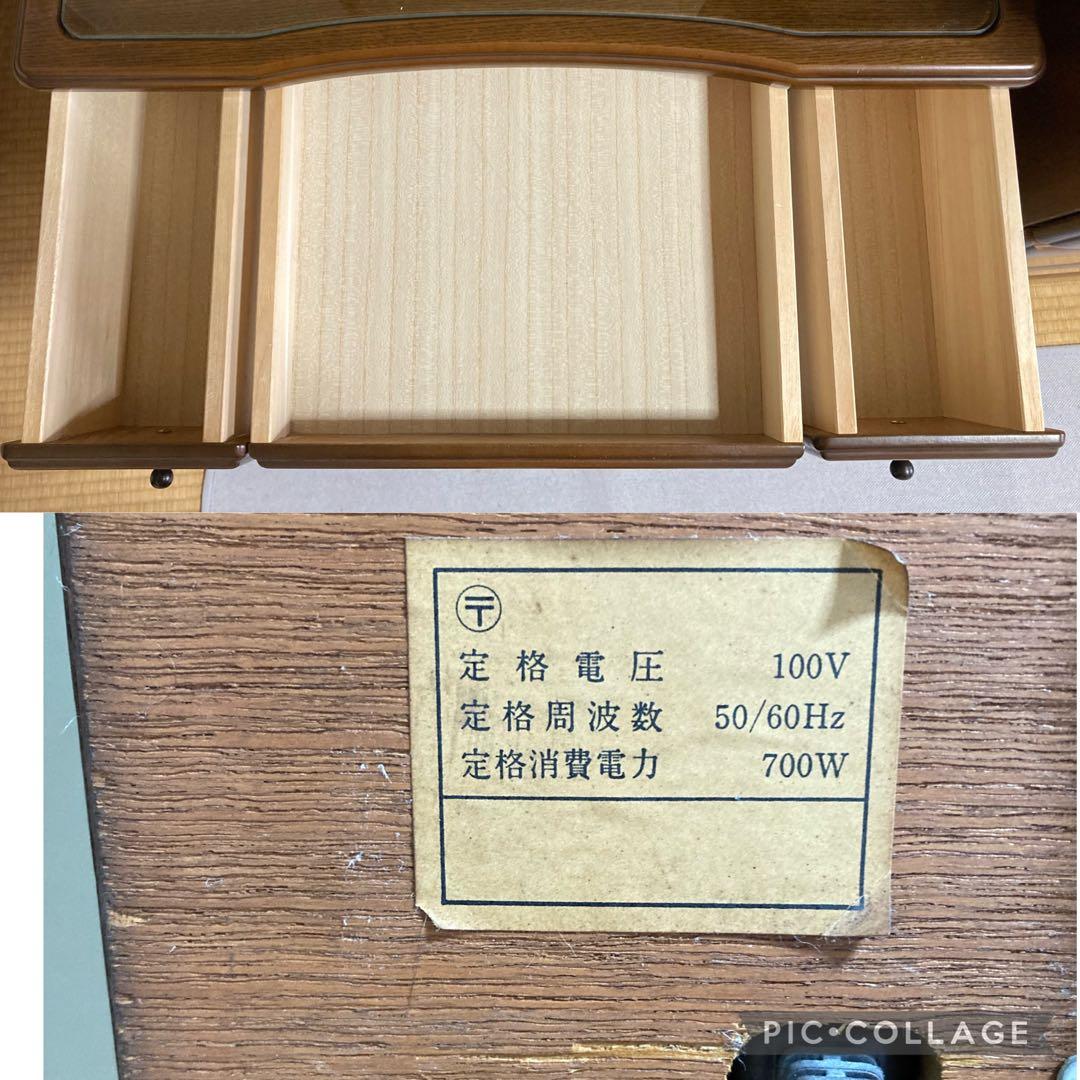 〒
定格電圧 100V
定格周波数 50/60Hz
定格消費電力 700W
PIC•COLLAGE